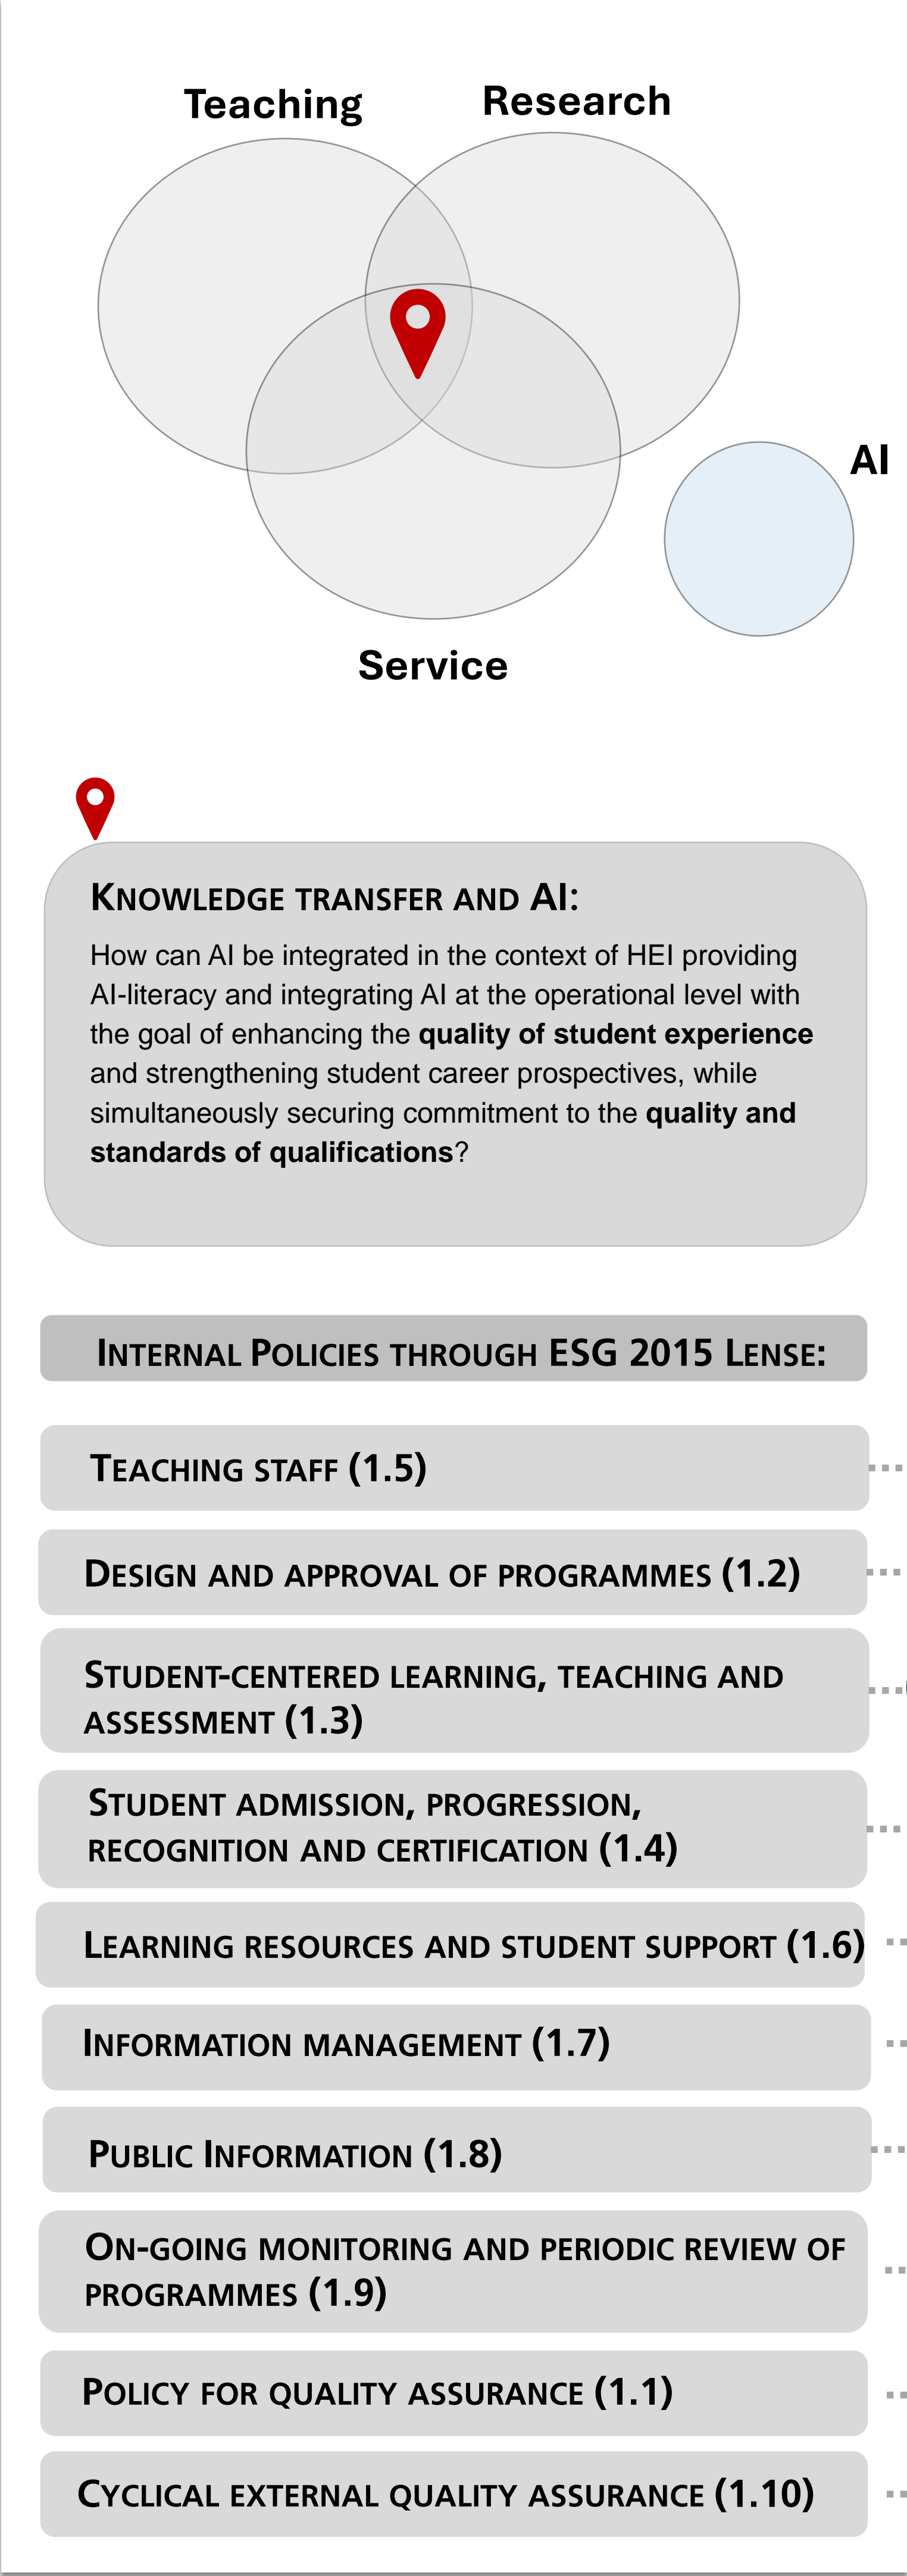 Teaching
Research
AI
Service
KNOWLEDGE TRANSFER AND AI:
How can AI be integrated in the context of HEI providing
AI-literacy and integrating AI at the operational level with
the goal of enhancing the quality of student experience
and strengthening student career prospectives, while
simultaneously securing commitment to the quality and
standards of qualifications?
INTERNAL POLICIES THROUGH ESG 2015 LENSE:
TEACHING STAFF (1.5)
DESIGN AND APPROVAL OF PROGRAMMES (1.2)
STUDENT-CENTERED LEARNING, TEACHING AND
ASSESSMENT (1.3)
STUDENT ADMISSION, PROGRESSION,
RECOGNITION AND CERTIFICATION (1.4)
LEARNING RESOURCES AND STUDENT SUPPORT (1.6)
INFORMATION MANAGEMENT (1.7)
PUBLIC INFORMATION (1.8)
ON-GOING MONITORING AND PERIODIC REVIEW OF
PROGRAMMES (1.9)
POLICY FOR QUALITY ASSURANCE (1.1)
CYCLICAL EXTERNAL QUALITY ASSURANCE (1.10)